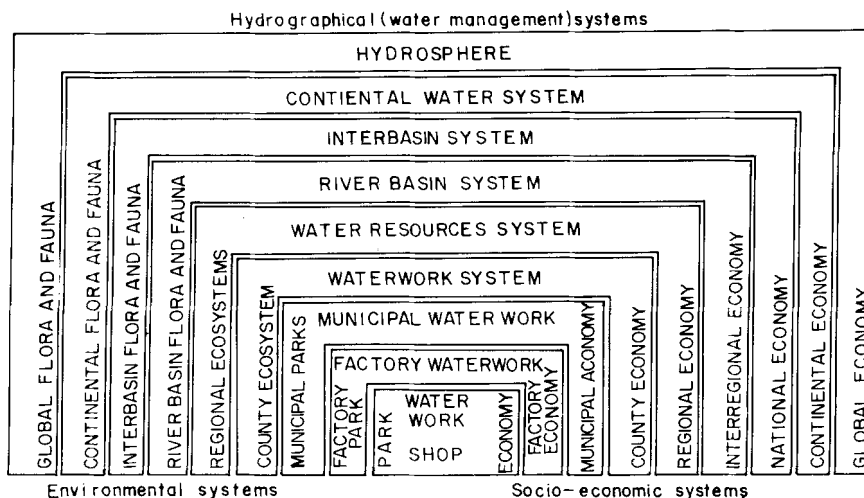 Hydrographical (water management) systems
HYDROSPHERE
CONTIENTAL WATER SYSTEM
INTERBASIN SYSTEM
RIVER BASIN SYSTEM
WATER RESOURCES SYSTEM
WATERWORK SYSTEM
MUNICIPAL WATER WORK
FACTORY WATERWORK
WATER
WORK
SHOP
GLOBAL FLORA AND FAUNA
CONTINENTAL FLORA AND FAUNA
INTERBASIN FLORA AND FAUNA
RIVER BASIN FLORA AND FAUNA
REGIONAL ECOSYSTEMS
COUNTY ECOSYSTEM
MUNICIPAL PARKS
FACTORY
PARK
PARK
ECONOMY
FACTORY
ECONOMY
MUNICIPAL ACONOMY
COUNTY ECONOMY
REGIONAL ECONOMY
INTERREGIONAL ECONOMY
NATIONAL ECONOMY
CONTINENTAL ECONOMY
GLOBAL ECONOMY
Environmental systems
Socio-economic systems